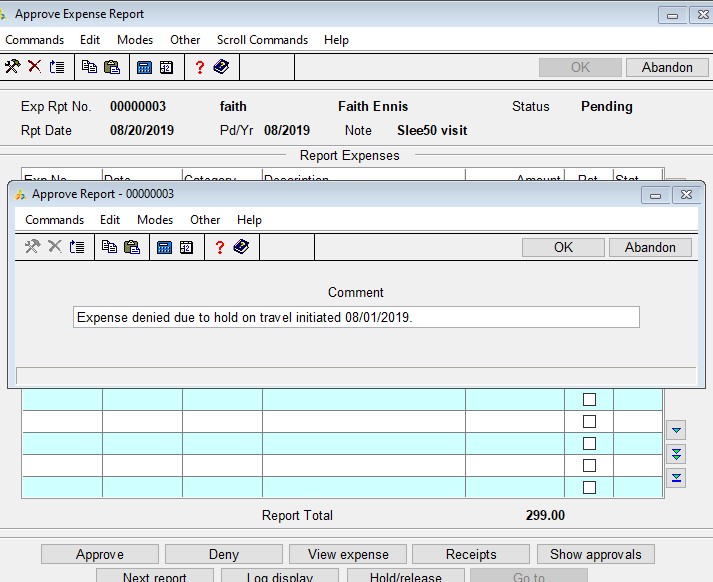 Approve Expense Report
Commands Edit Modes Other Scroll Commands Help
OK Abandon
Exp Rpt No. 00000003 faith Faith Ennis Status Pending
Rpt Date 08/20/2019 Pd/Yr 08/2019 Note Slee50 visit
Report Expenses
Exp No. Date Category Description Amount Rct Stat
Approve Report - 00000003
Commands Edit Modes Other Help
OK Abandon
Comment
Expense denied due to hold on travel initiated 08/01/2019.
Report Total 299.00
Approve Deny View expense Receipts Show approvals
Next report Log display Hold/release Go to